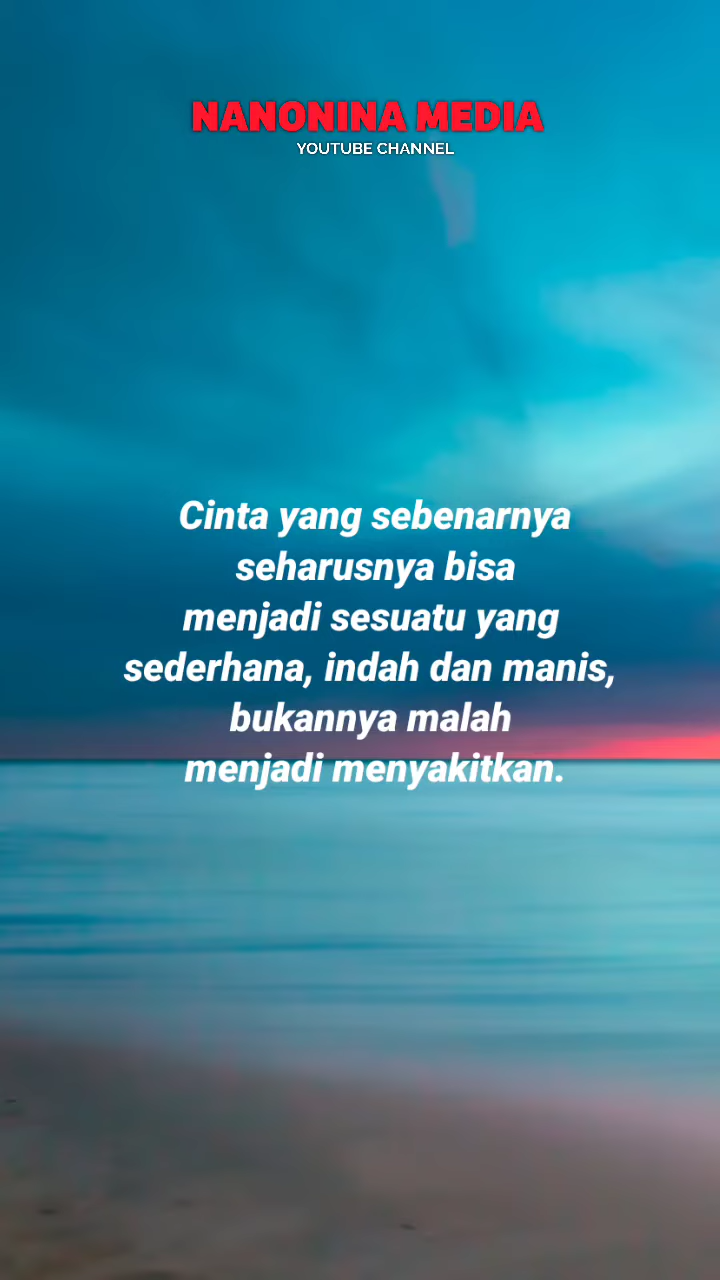 NANONINA MEDIA
YOUTUBE CHANNEL
Cinta yang sebenarnya
seharusnya bisa
menjadi sesuatu yang
sederhana, indah dan manis,
bukannya malah
menjadi menyakitkan.